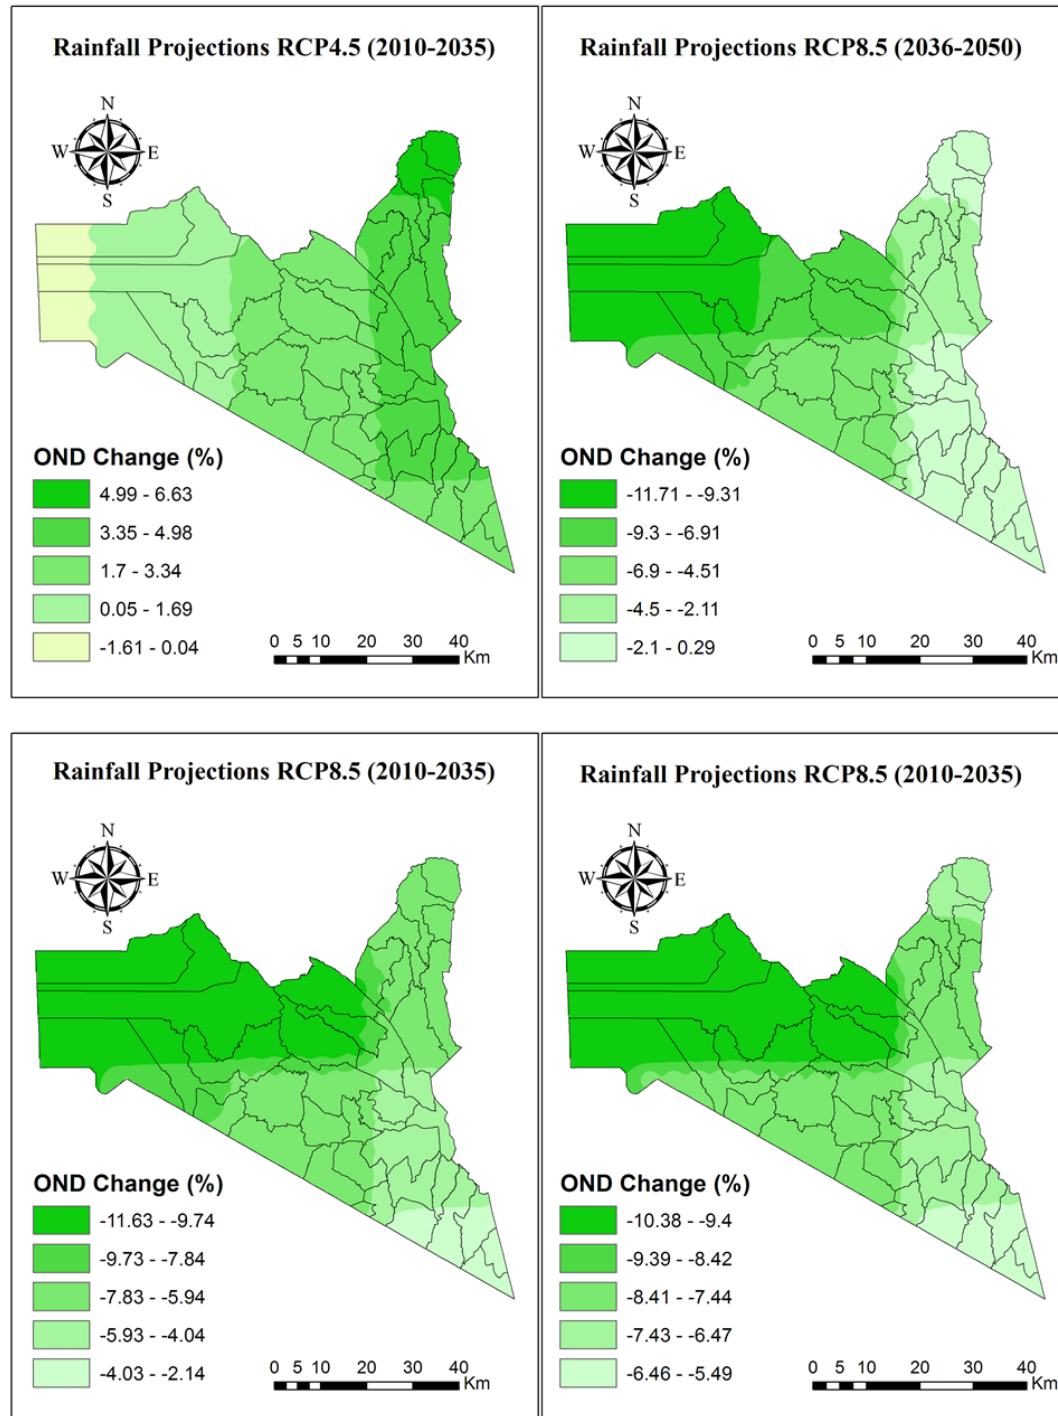 Rainfall Projections RCP4.5 (2010-2035)
N
W E
S
OND Change (%)
4.99 - 6.63
3.35 - 4.98
1.7 - 3.34
0.05 - 1.69
-1.61 - 0.04
0 10 20 30 40
Km
Rainfall Projections RCP8.5 (2036-2050)
N
W E
S
OND Change (%)
-11.71 - -9.31
-9.3 - -6.91
-6.9 - -4.51
-4.5 - -2.11
-2.1 - 0.29
0 10 20 30 40
Km
Rainfall Projections RCP8.5 (2010-2035)
N
W E
S
OND Change (%)
-11.63 - -9.74
-9.73 - -7.84
-7.83 - -5.94
-5.93 - -4.04
-4.03 - -2.14
0 10 20 30 40
Km
Rainfall Projections RCP8.5 (2010-2035)
N
W E
S
OND Change (%)
-10.38 - -9.4
-9.39 - -8.42
-8.41 - -7.44
-7.43 - -6.47
-6.46 - -5.49
0 10 20 30 40
Km